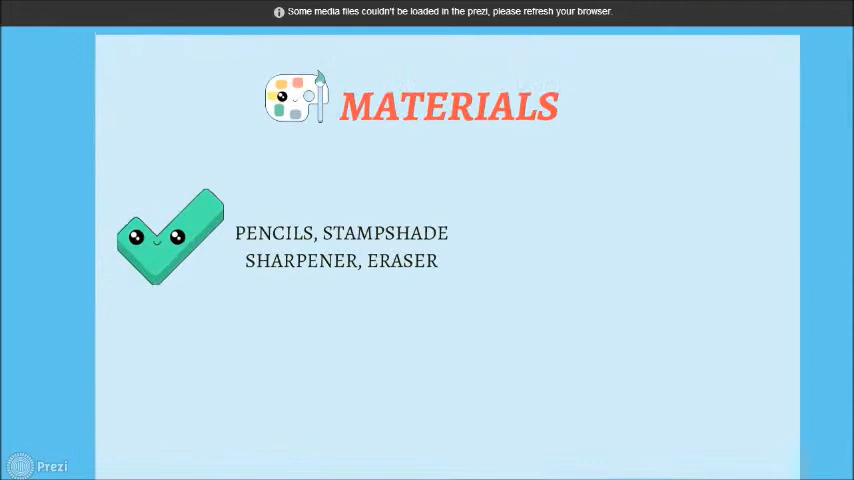 Some media files couldn't be loaded in the prezi, please refresh your browser.
MATERIALS
PENCILS, STAMPSHADE
SHARPENER, ERASER
Prezi